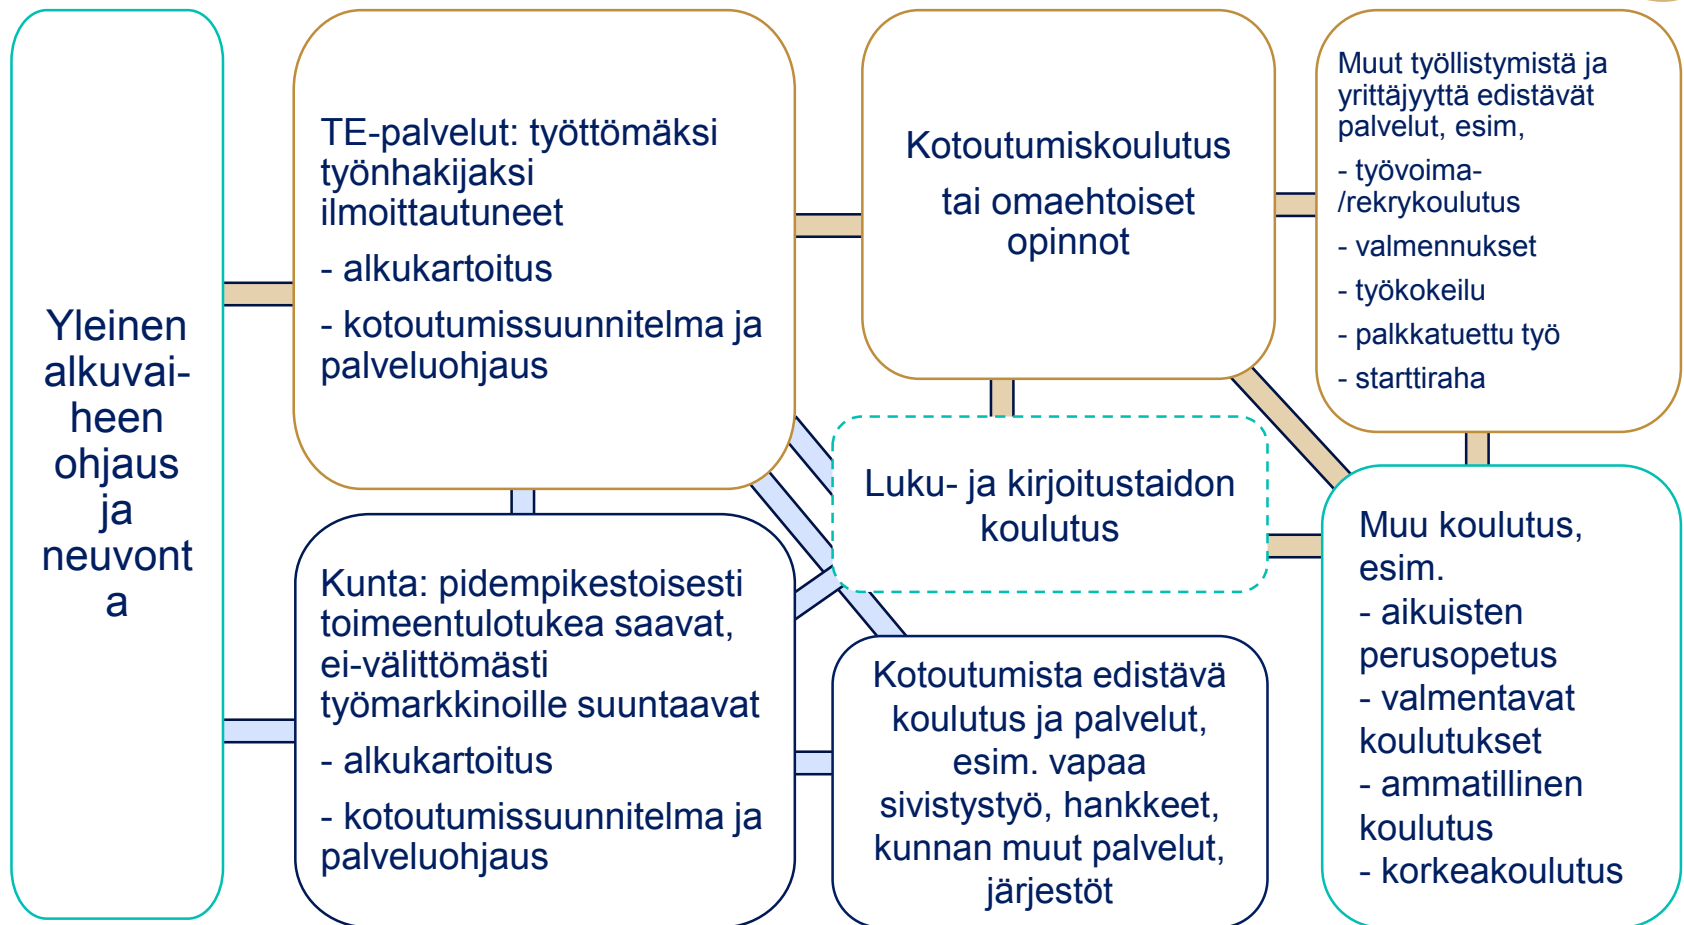 Yleinen
alkuvai-
heen
ohjaus
ja
neuvont
a
TE-palvelut: työttömäksi
työnhakijaksi
ilmoittautuneet
- alkukartoitus
- kotoutumissuunnitelma ja
palveluohjaus
Kunta: pidempikestoisesti
toimeentulotukea saavat,
ei-välittömästi
työmarkkinoille suuntaavat
- alkukartoitus
- kotoutumissuunnitelma ja
palveluohjaus
Kotoutumiskoulutus
tai omaehtoiset
opinnot
Luku- ja kirjoitustaidon
koulutus
Kotoutumista edistävä
koulutus ja palvelut,
esim. vapaa
sivistystyö, hankkeet,
kunnan muut palvelut,
järjestöt
Muut työllistymistä ja
yrittäjyyttä edistävät
palvelut, esim,
- työvoima-
/rekrykoulutus
- valmennukset
- työkokeilu
- palkkatuettu työ
- starttiraha
Muu koulutus,
esim.
- aikuisten
perusopetus
- valmentavat
koulutukset
- ammatillinen
koulutus
- korkeakoulutus